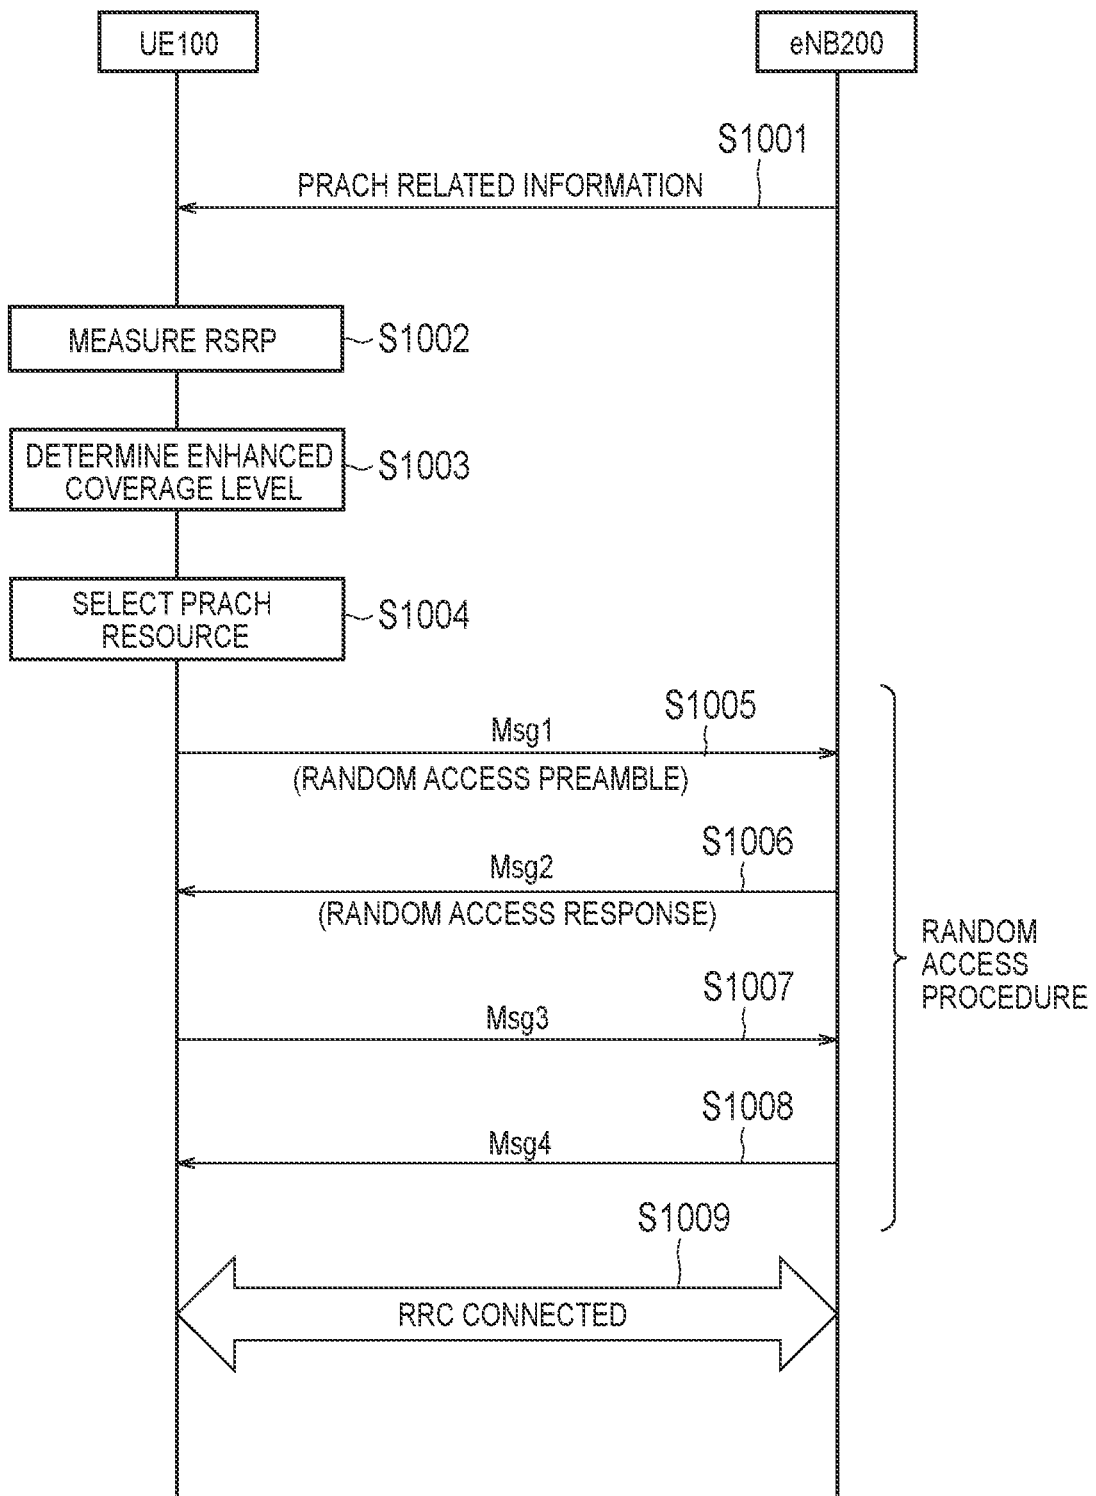 UE100
eNB200
S1001
PRACH RELATED INFORMATION
MEASURE RSRP
S1002
DETERMINE ENHANCED
COVERAGE LEVEL
S1003
SELECT PRACH
RESOURCE
S1004
S1005
Msg1
(RANDOM ACCESS PREAMBLE)
S1006
Msg2
(RANDOM ACCESS RESPONSE)
RANDOM
ACCESS
PROCEDURE
S1007
Msg3
S1008
Msg4
S1009
RRC CONNECTED